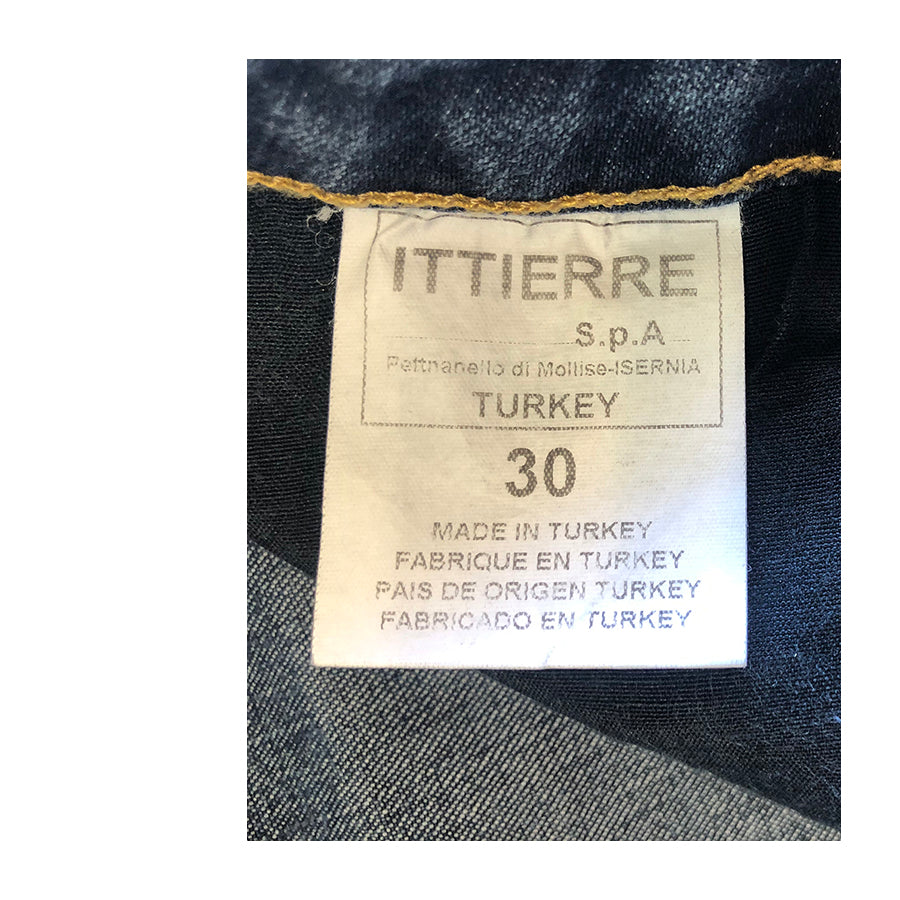 ITTIERRE
S.p.A
Pettnanello di Mollise-ISERNIA
TURKEY
30
MADE IN TURKEY
FABRIQUE EN TURKEY
PAIS DE ORIGEN TURKEY
FABRICADO EN TURKEY